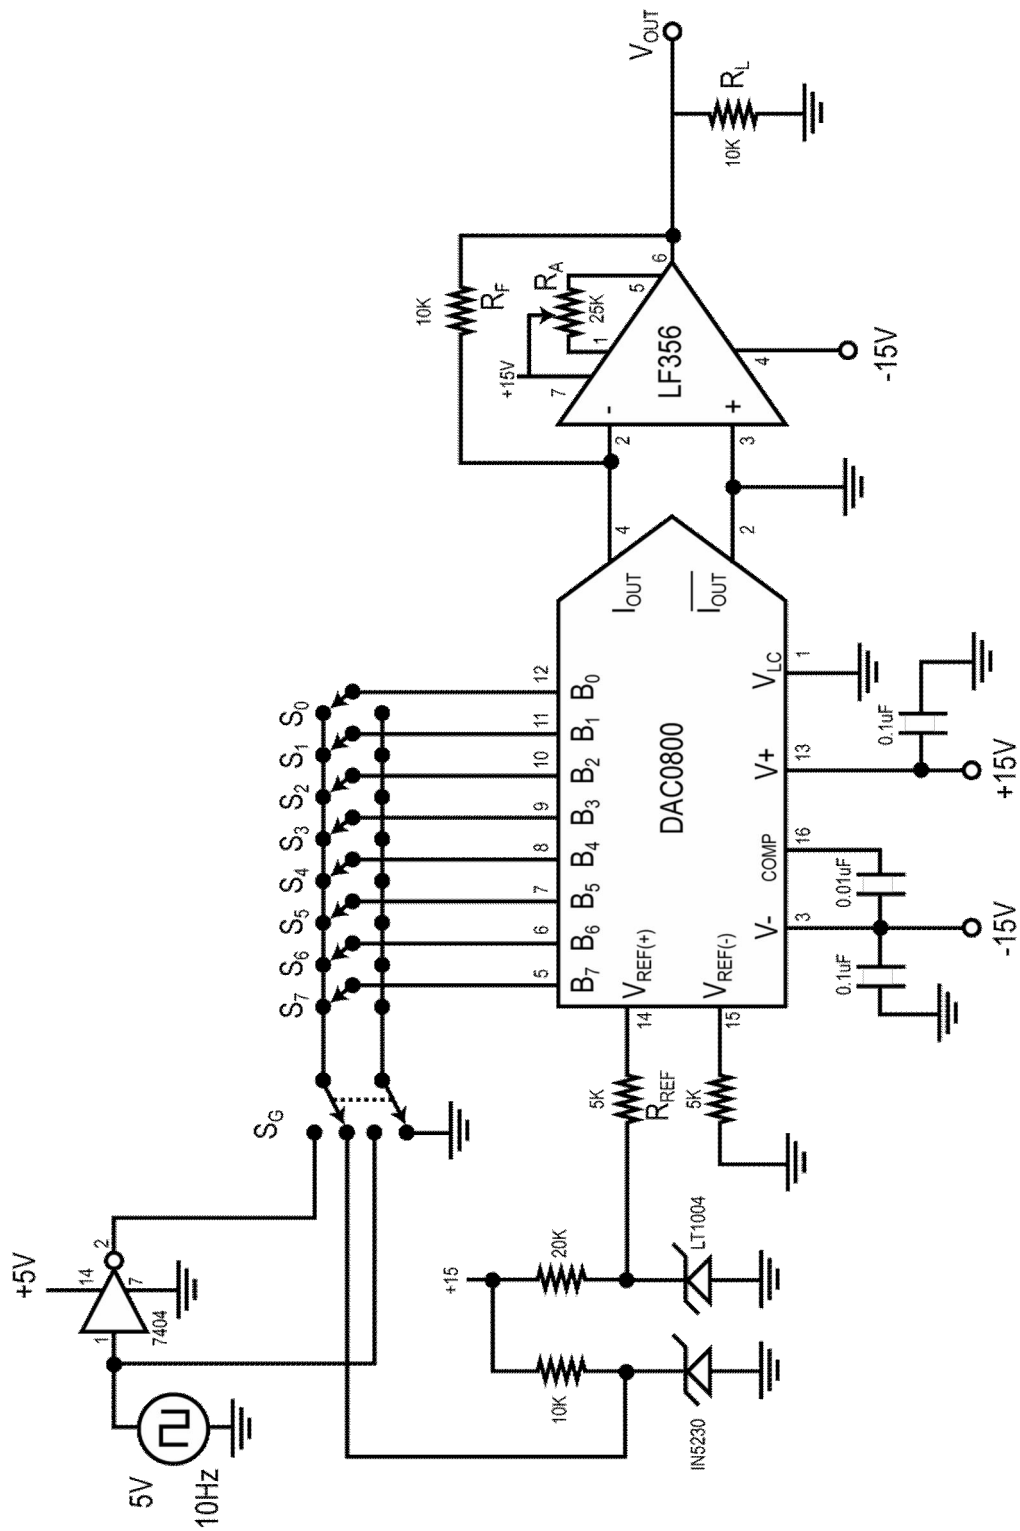 5V
10Hz
+5V
1
14
7
2
7404
SG
S7
S6
S5
S4
S3
S2
S1
S0
5
6
7
8
9
10
11
12
B7
B6
B5
B4
B3
B2
B1
B0
+15
10K
20K
IN5230
LT1004
5K
RREF
5K
14
15
VREF(+)
VREF(-)
DAC0800
IOUT
IOUT
V-
COMP
V+
VLC
3
16
13
1
0.1uF
0.01uF
0.1uF
-15V
+15V
4
2
10K
RF
+15V
RA
25K
7
1
5
6
2
3
-
+
LF356
4
-15V
VOUT
10K
RL